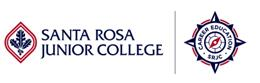 SANTA ROSA
JUNIOR COLLEGE
CAREER EDUCATION
SRJC